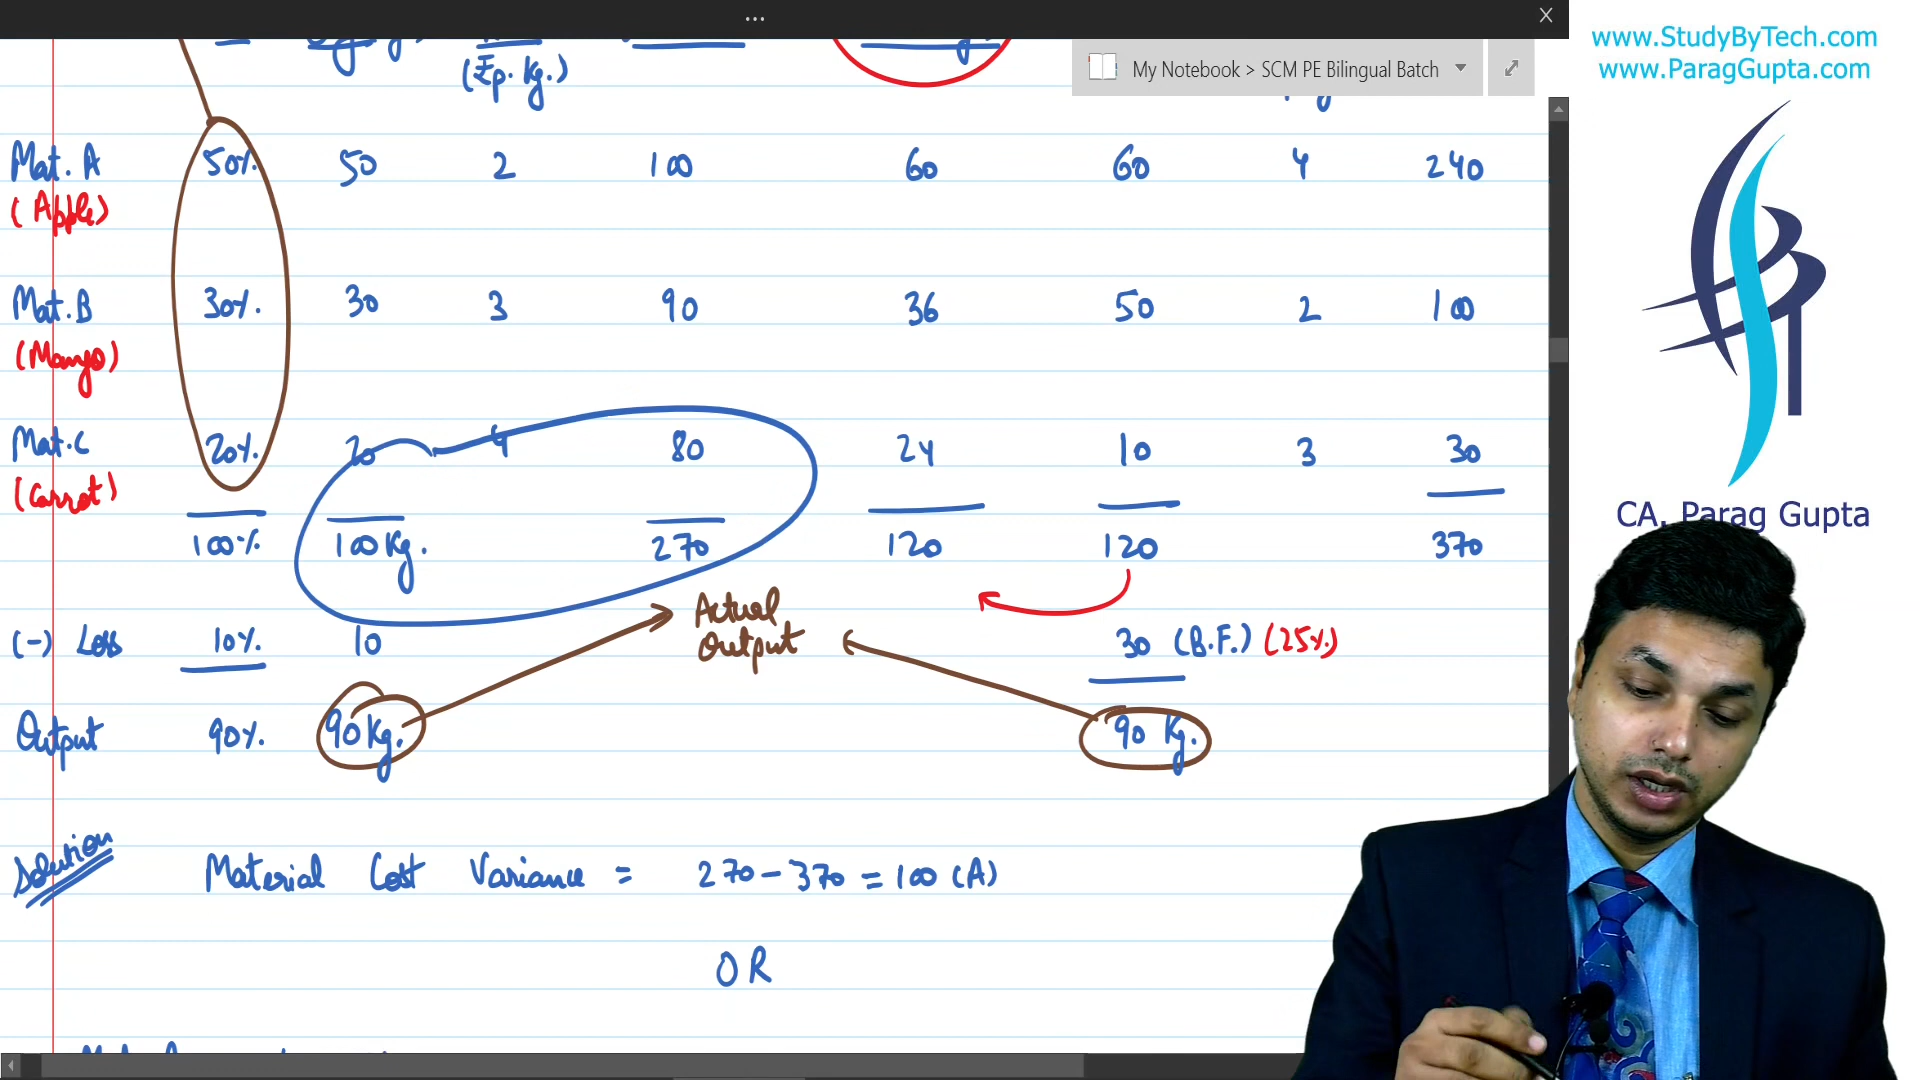 ...
X
www.StudyByTech.com
www.ParagGupta.com
(₹p. Kg.)
My Notebook > SCM PE Bilingual Batch
Mat. A 50% 50 2 100 60 60 4 240
(Apple)
Mat. B 30% 30 3 90 36 50 2 100
(Mango)
Mat. C 20% 20 4 80 24 10 3 30
(Carrot)
100% 100 Kg. 270 120 120 370
CA. Parag Gupta
Actual
Output
(-) Loss 10% 10 30 (B.F.) (25%)
Output 90% 90 Kg. 90 Kg.
Solution Material Cost Variance = 270 - 370 = 100 (A)
OR